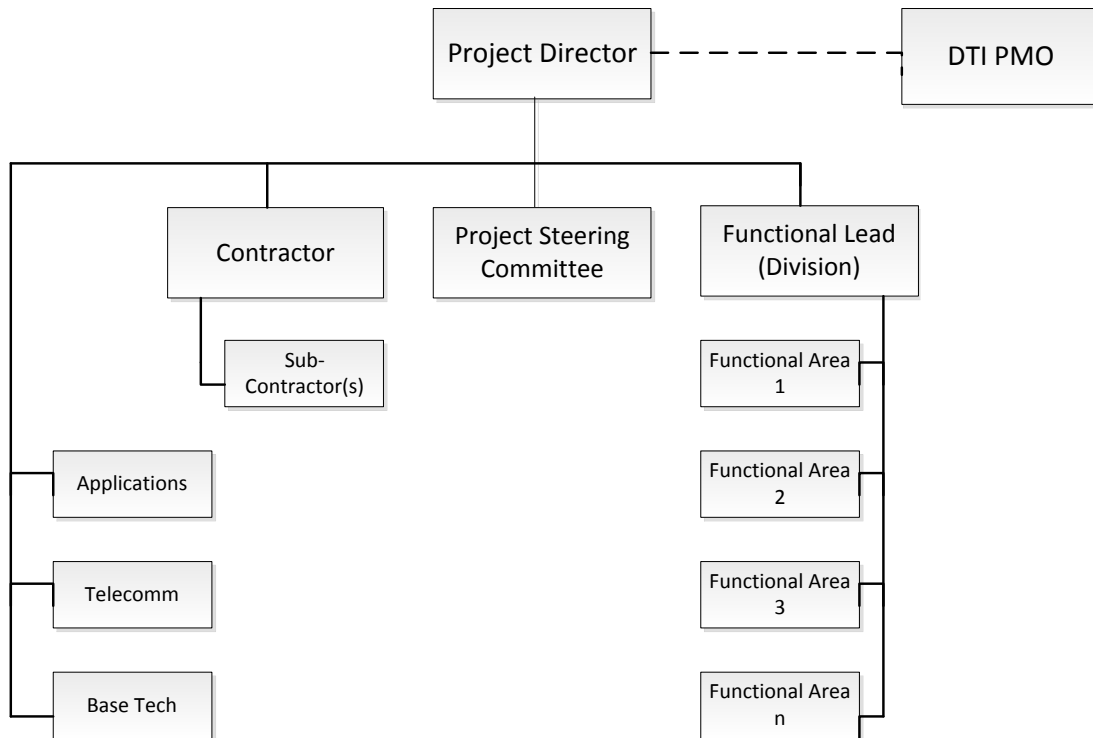 Project Director
DTI PMO
Contractor
Project Steering
Committee
Functional Lead
(Division)
Sub-
Contractor(s)
Functional Area
1
Applications
Functional Area
2
Telecomm
Functional Area
3
Base Tech
Functional Area
n